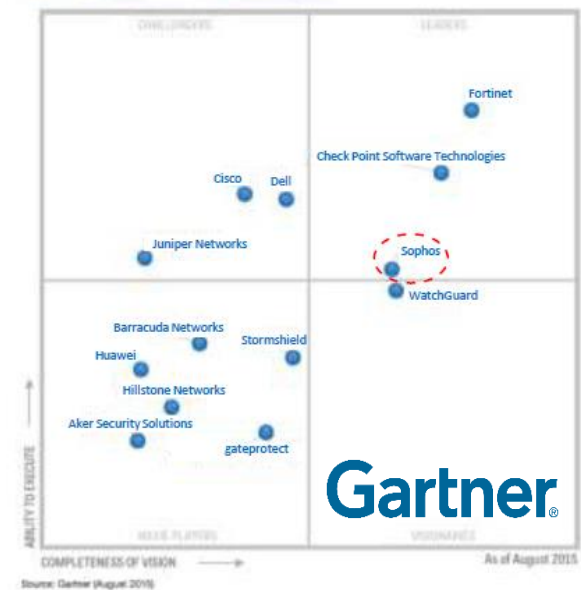 CHALLENGERS
LEADERS
Fortinet
Check Point Software Technologies
Cisco
Dell
Juniper Networks
Sophos
WatchGuard
Barracuda Networks
Stormshield
Huawei
Hillstone Networks
Aker Security Solutions
gateprotect
Gartner®
ABILITY TO EXECUTE
NICHE PLAYERS
VISIONARIES
COMPLETENESS OF VISION
As of August 2015
Source: Gartner (August 2015)